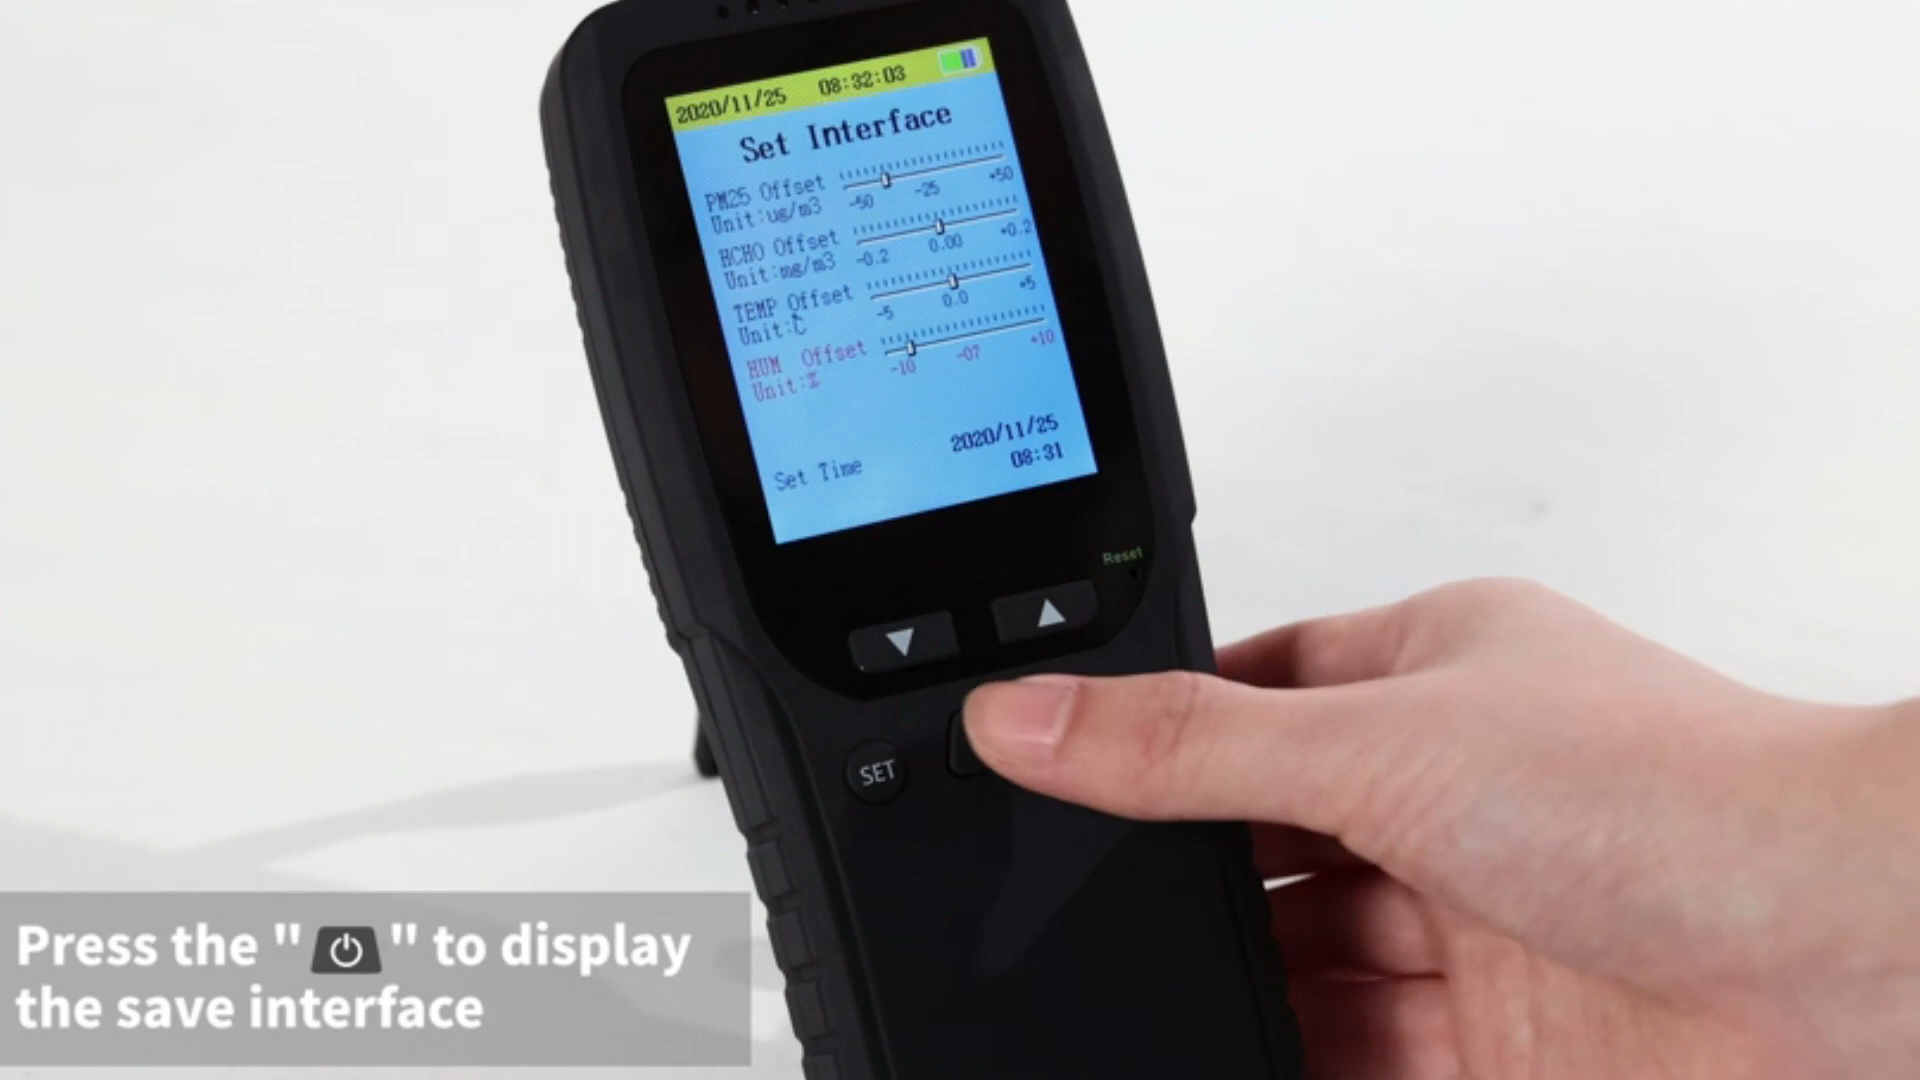 2020/11/25 08:32:03
Set Interface
PM25 Offset
Unit:ug/m3
-50 -25 +50
HCHO Offset
Unit:mg/m3
-0.2 0.00 +0.2
TEMP Offset
Unit:℃
-5 0.0 +5
HUM Offset
Unit:%
-10 -07 +10
2020/11/25
Set Time 08:31
Reset
SET
Press the " " to display
the save interface